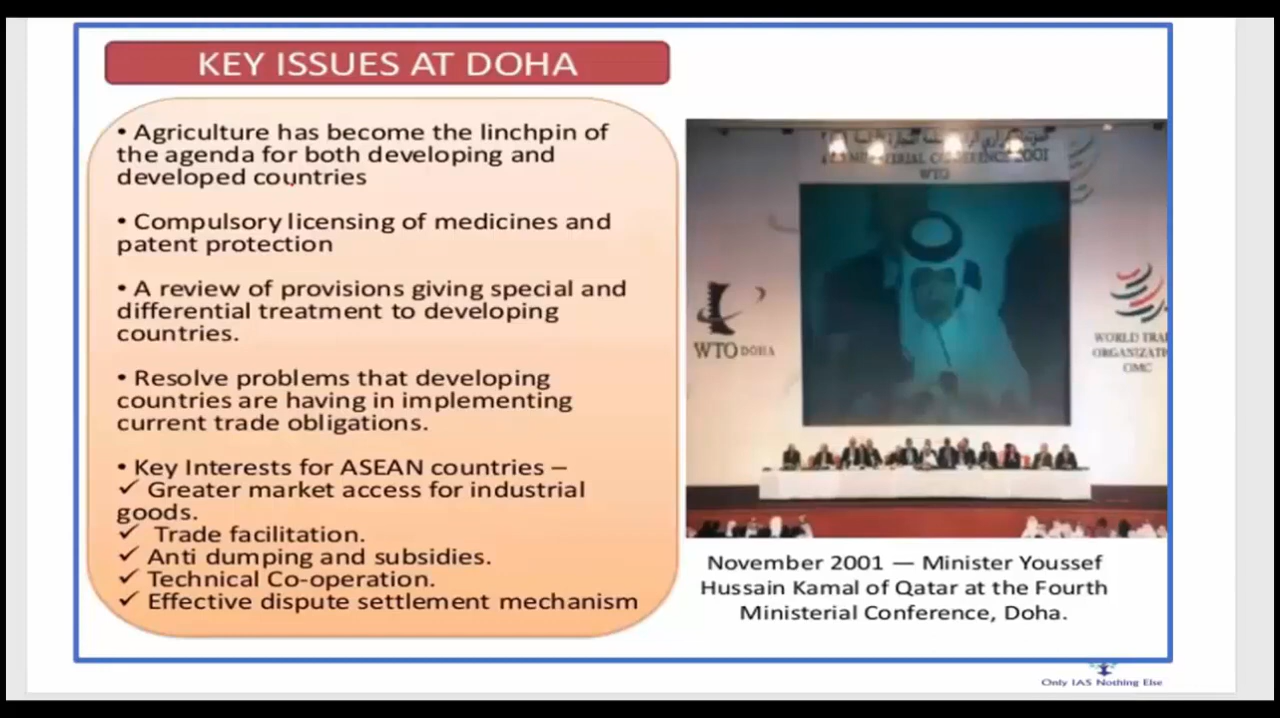 KEY ISSUES AT DOHA
• Agriculture has become the linchpin of
the agenda for both developing and
developed countries
• Compulsory licensing of medicines and
patent protection
• A review of provisions giving special and
differential treatment to developing
countries.
• Resolve problems that developing
countries are having in implementing
current trade obligations.
• Key Interests for ASEAN countries –
✓ Greater market access for industrial
goods.
✓ Trade facilitation.
✓ Anti dumping and subsidies.
✓ Technical Co-operation.
✓ Effective dispute settlement mechanism
2001
WTO
WTO DOHA
WORLD TRA
ORGANIZATI
OMC
November 2001 — Minister Youssef
Hussain Kamal of Qatar at the Fourth
Ministerial Conference, Doha.
Only IAS Nothing Else